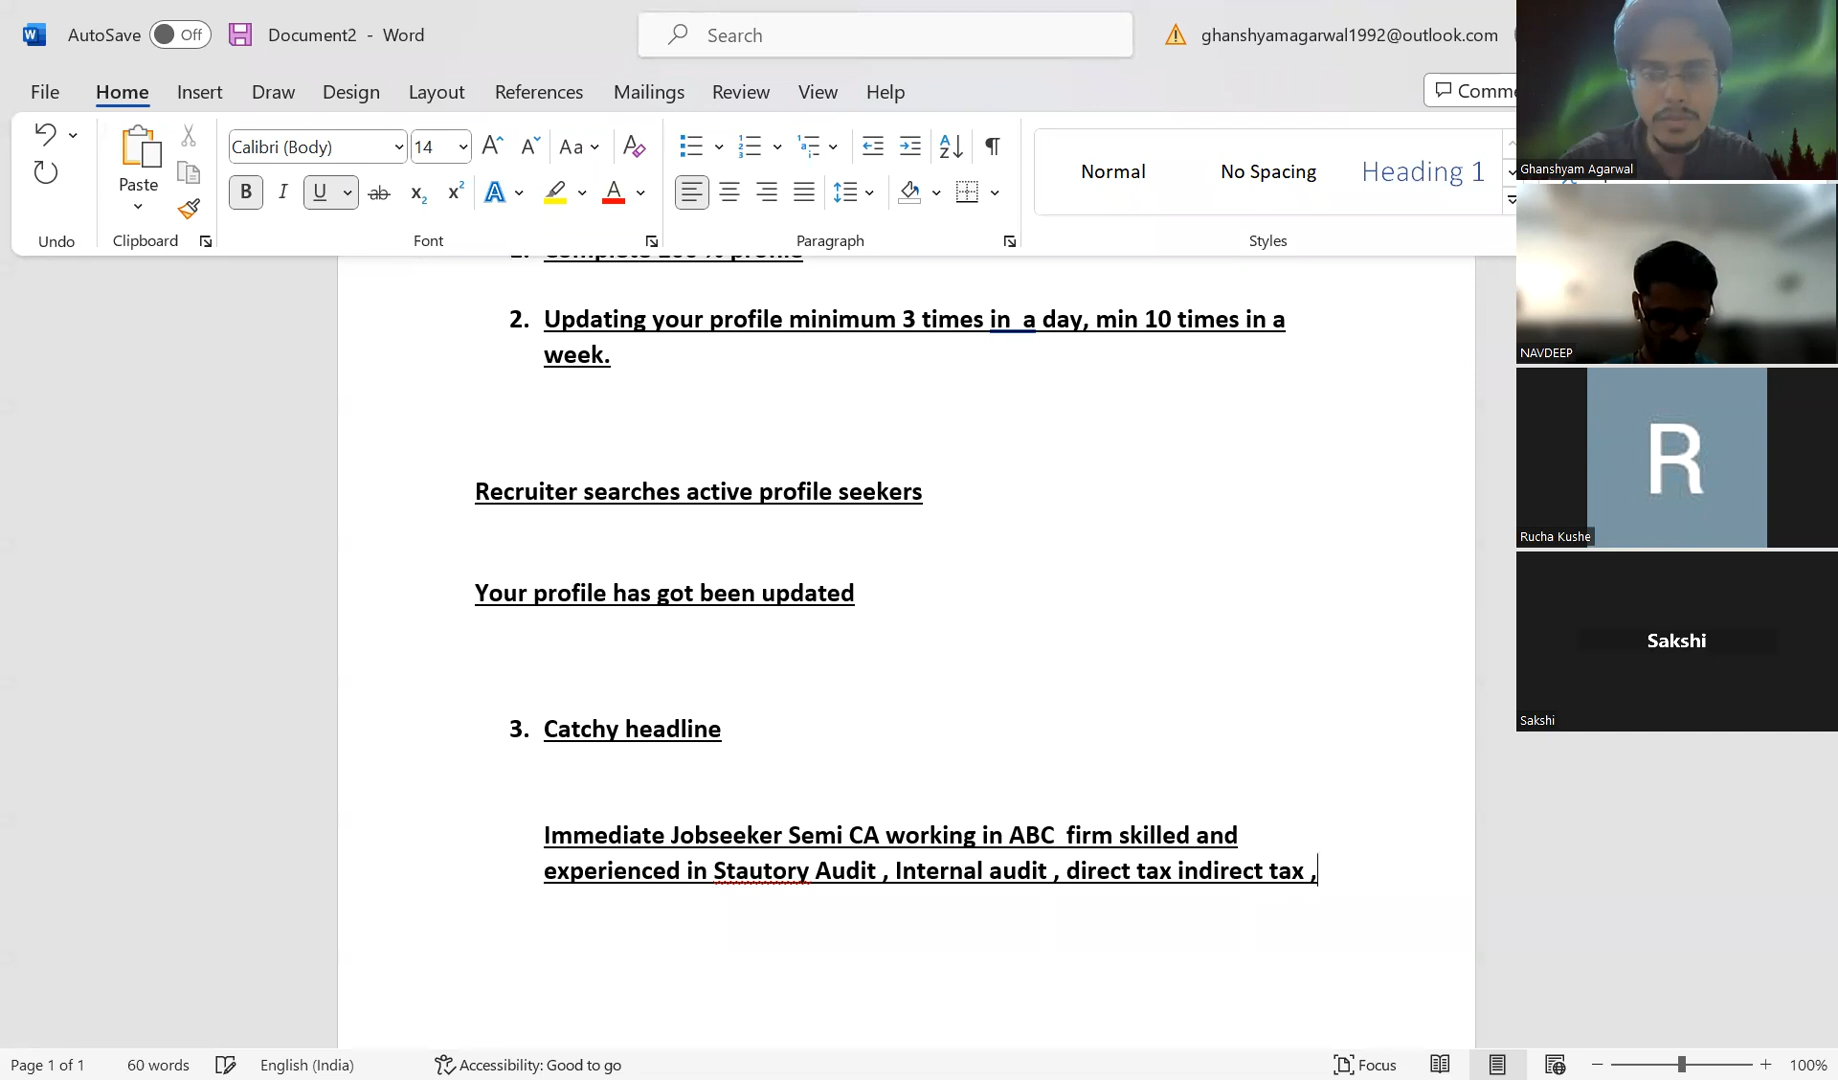 AutoSave Off Document2 - Word Search ghanshyamagarwal1992@outlook.com
File Home Insert Draw Design Layout References Mailings Review View Help
Calibri (Body) 14
Paste
Normal No Spacing Heading 1
Undo Clipboard Font Paragraph Styles
2. Updating your profile minimum 3 times in  a day, min 10 times in a
week.
Recruiter searches active profile seekers
Your profile has got been updated
3. Catchy headline
Immediate Jobseeker Semi CA working in ABC  firm skilled and
experienced in Stautory Audit , Internal audit , direct tax indirect tax ,
Ghanshyam Agarwal
NAVDEEP
R
Rucha Kushe
Sakshi
Sakshi
Page 1 of 1 60 words English (India) Accessibility: Good to go Focus 100%